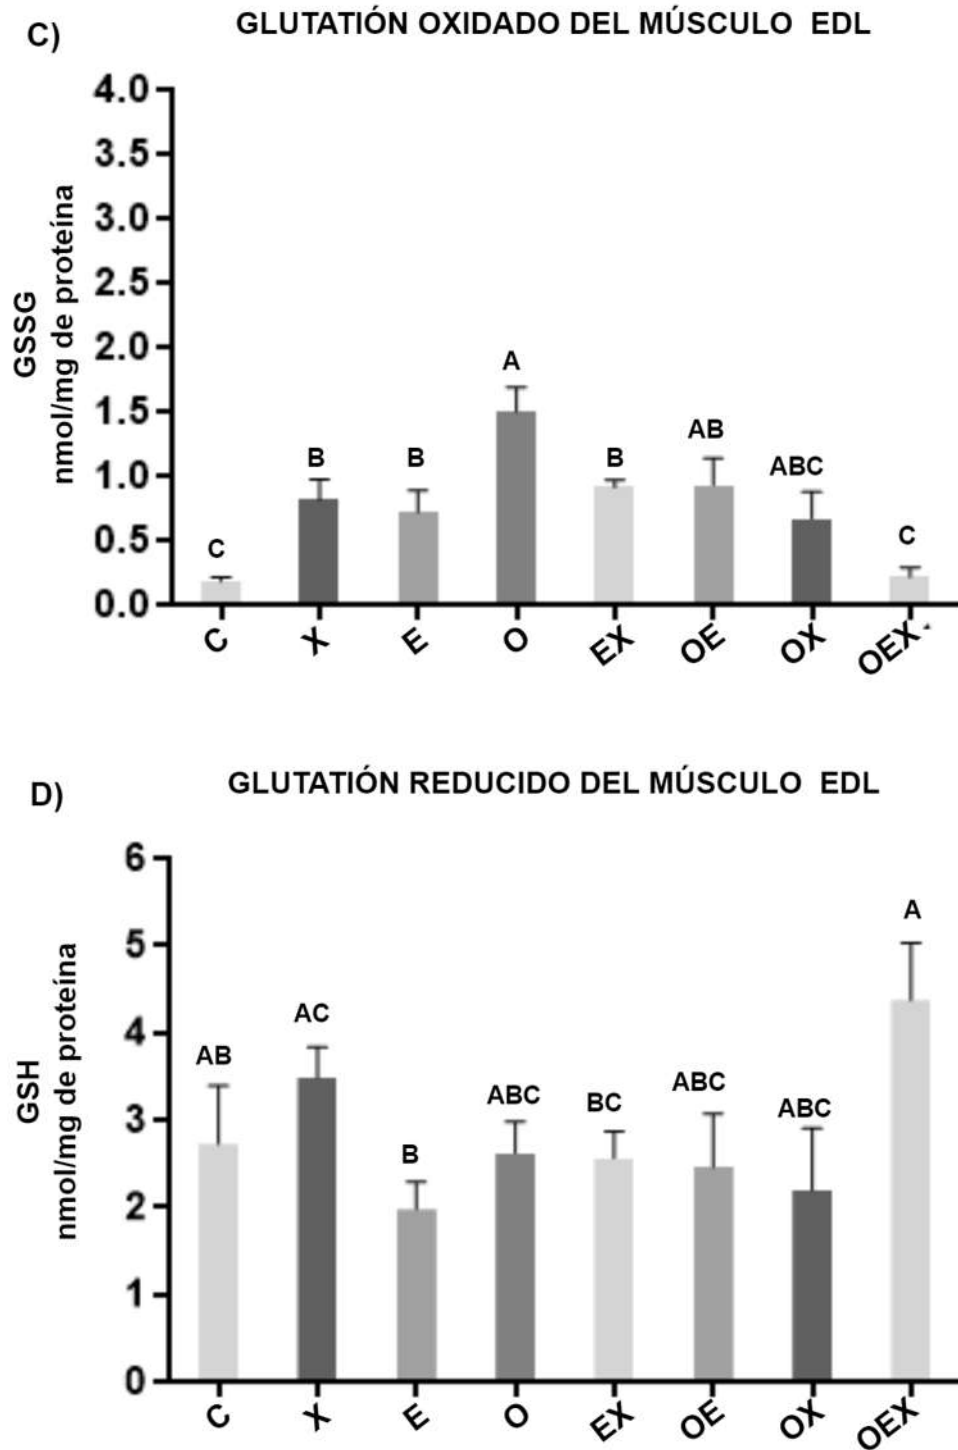 C)
GLUTATIÓN OXIDADO DEL MÚSCULO EDL
GSSG
nmol/mg de proteína
4.0
3.5
3.0
2.5
2.0
1.5
1.0
0.5
0.0
C
B
B
A
B
AB
ABC
C
C
X
E
O
EX
OE
OX
OEX
D)
GLUTATIÓN REDUCIDO DEL MÚSCULO EDL
GSH
nmol/mg de proteína
6
5
4
3
2
1
0
AB
AC
B
ABC
BC
ABC
ABC
A
C
X
E
O
EX
OE
OX
OEX